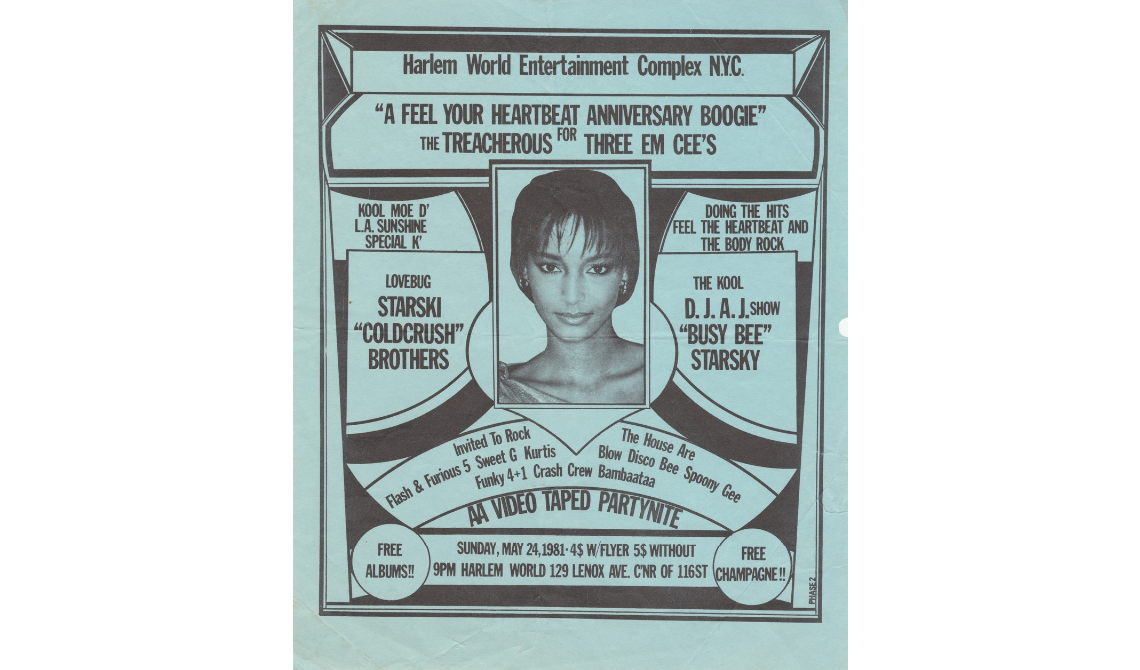 Harlem World Entertainment Complex N.Y.C.
"A FEEL YOUR HEARTBEAT ANNIVERSARY BOOGIE"
THE TREACHEROUS FOR THREE EM CEE'S
KOOL MOE D'
L.A. SUNSHINE
SPECIAL K'
DOING THE HITS
FEEL THE HEARTBEAT AND
THE BODY ROCK
LOVEBUG
STARSKI
"COLDCRUSH"
BROTHERS
THE KOOL
D.J.A.J. SHOW
"BUSY BEE"
STARSKY
Invited To Rock The House Are
Flash & Furious 5 Sweet G Kurtis Blow Disco Bee Spoony Gee
Funky 4+1 Crash Crew Bambaataa
AA VIDEO TAPED PARTYNITE
FREE
ALBUMS!!
SUNDAY, MAY 24, 1981 · 4$ W/FLYER 5$ WITHOUT
9PM HARLEM WORLD 129 LENOX AVE. C'NR OF 116ST
FREE
CHAMPAGNE!!
PHASE 2